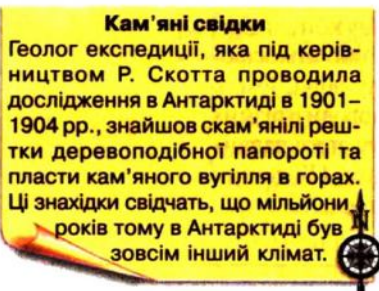 Кам'яні свідки
Геолог експедиції, яка під керів-
ництвом Р. Скотта проводила
дослідження в Антарктиді в 1901–
1904 рр., знайшов скам'янілі реш-
тки деревоподібної папороті та
пласти кам'яного вугілля в горах.
Ці знахідки свідчать, що мільйони
років тому в Антарктиді був
зовсім інший клімат.